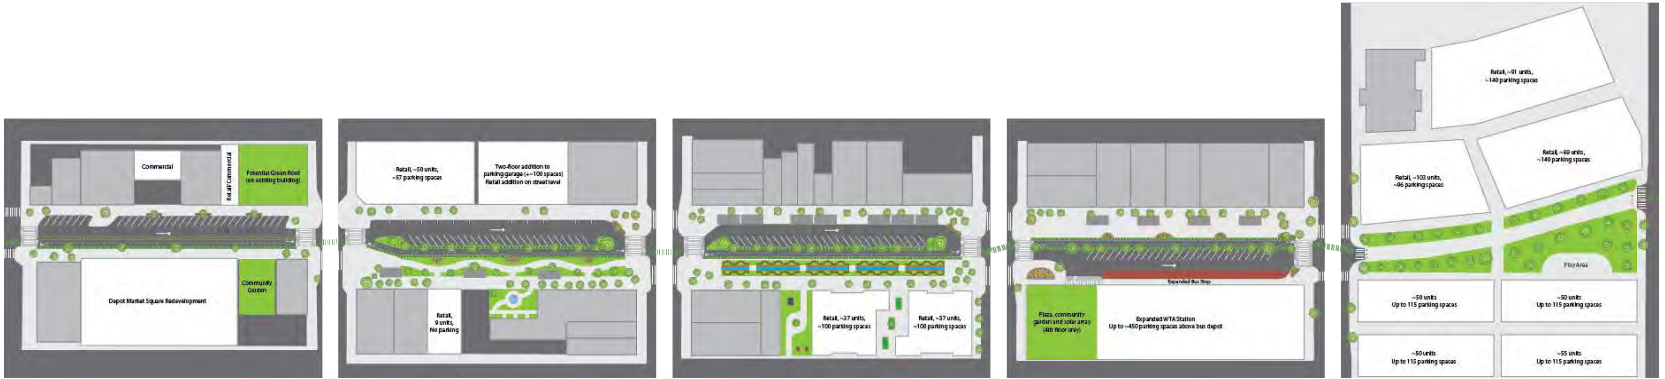 Commercial
Retail/Commercial
Potential Green Roof
(on existing building)
Depot Market Square Redevelopment
Community
Garden
Retail, ~50 units,
~57 parking spaces
Two-floor addition to
parking garage (+~100 spaces)
Retail addition on street level
Retail,
9 units,
No parking
Retail, ~37 units,
~100 parking spaces
Retail, ~37 units,
~100 parking spaces
Expanded Bus Stop
Plaza, community
garden and solar array
(4th floor only)
Expanded WTA Station
Up to ~450 parking spaces above bus depot
Retail, ~91 units,
~140 parking spaces
Retail, ~69 units,
~140 parking spaces
Retail, ~103 units,
~96 parking spaces
Play Area
~50 units
Up to 115 parking spaces
~50 units
Up to 115 parking spaces
~50 units
Up to 115 parking spaces
~55 units
Up to 115 parking spaces